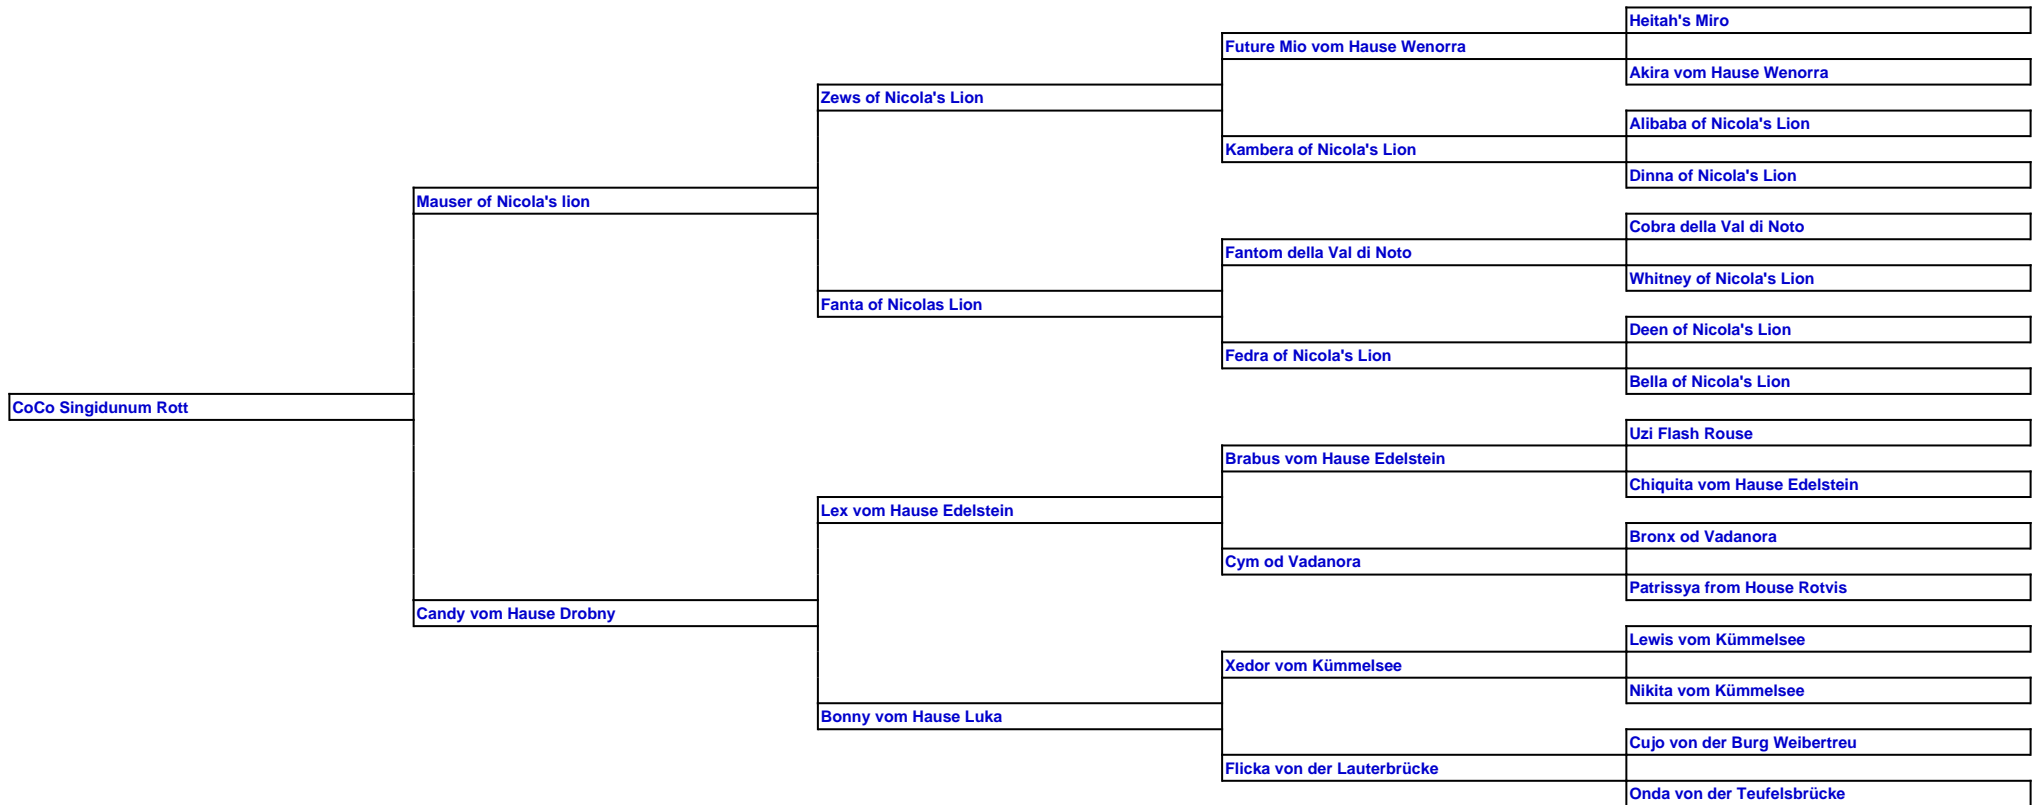 Heitah's Miro
Future Mio vom Hause Wenorra
Akira vom Hause Wenorra
Zews of Nicola's Lion
Alibaba of Nicola's Lion
Kambera of Nicola's Lion
Dinna of Nicola's Lion
Mauser of Nicola's lion
Cobra della Val di Noto
Fantom della Val di Noto
Whitney of Nicola's Lion
Fanta of Nicolas Lion
Deen of Nicola's Lion
Fedra of Nicola's Lion
Bella of Nicola's Lion
CoCo Singidunum Rott
Uzi Flash Rouse
Brabus vom Hause Edelstein
Chiquita vom Hause Edelstein
Lex vom Hause Edelstein
Bronx od Vadanora
Cym od Vadanora
Patrissya from House Rotvis
Candy vom Hause Drobny
Lewis vom Kümmelsee
Xedor vom Kümmelsee
Nikita vom Kümmelsee
Bonny vom Hause Luka
Cujo von der Burg Weibertreu
Flicka von der Lauterbrücke
Onda von der Teufelsbrücke